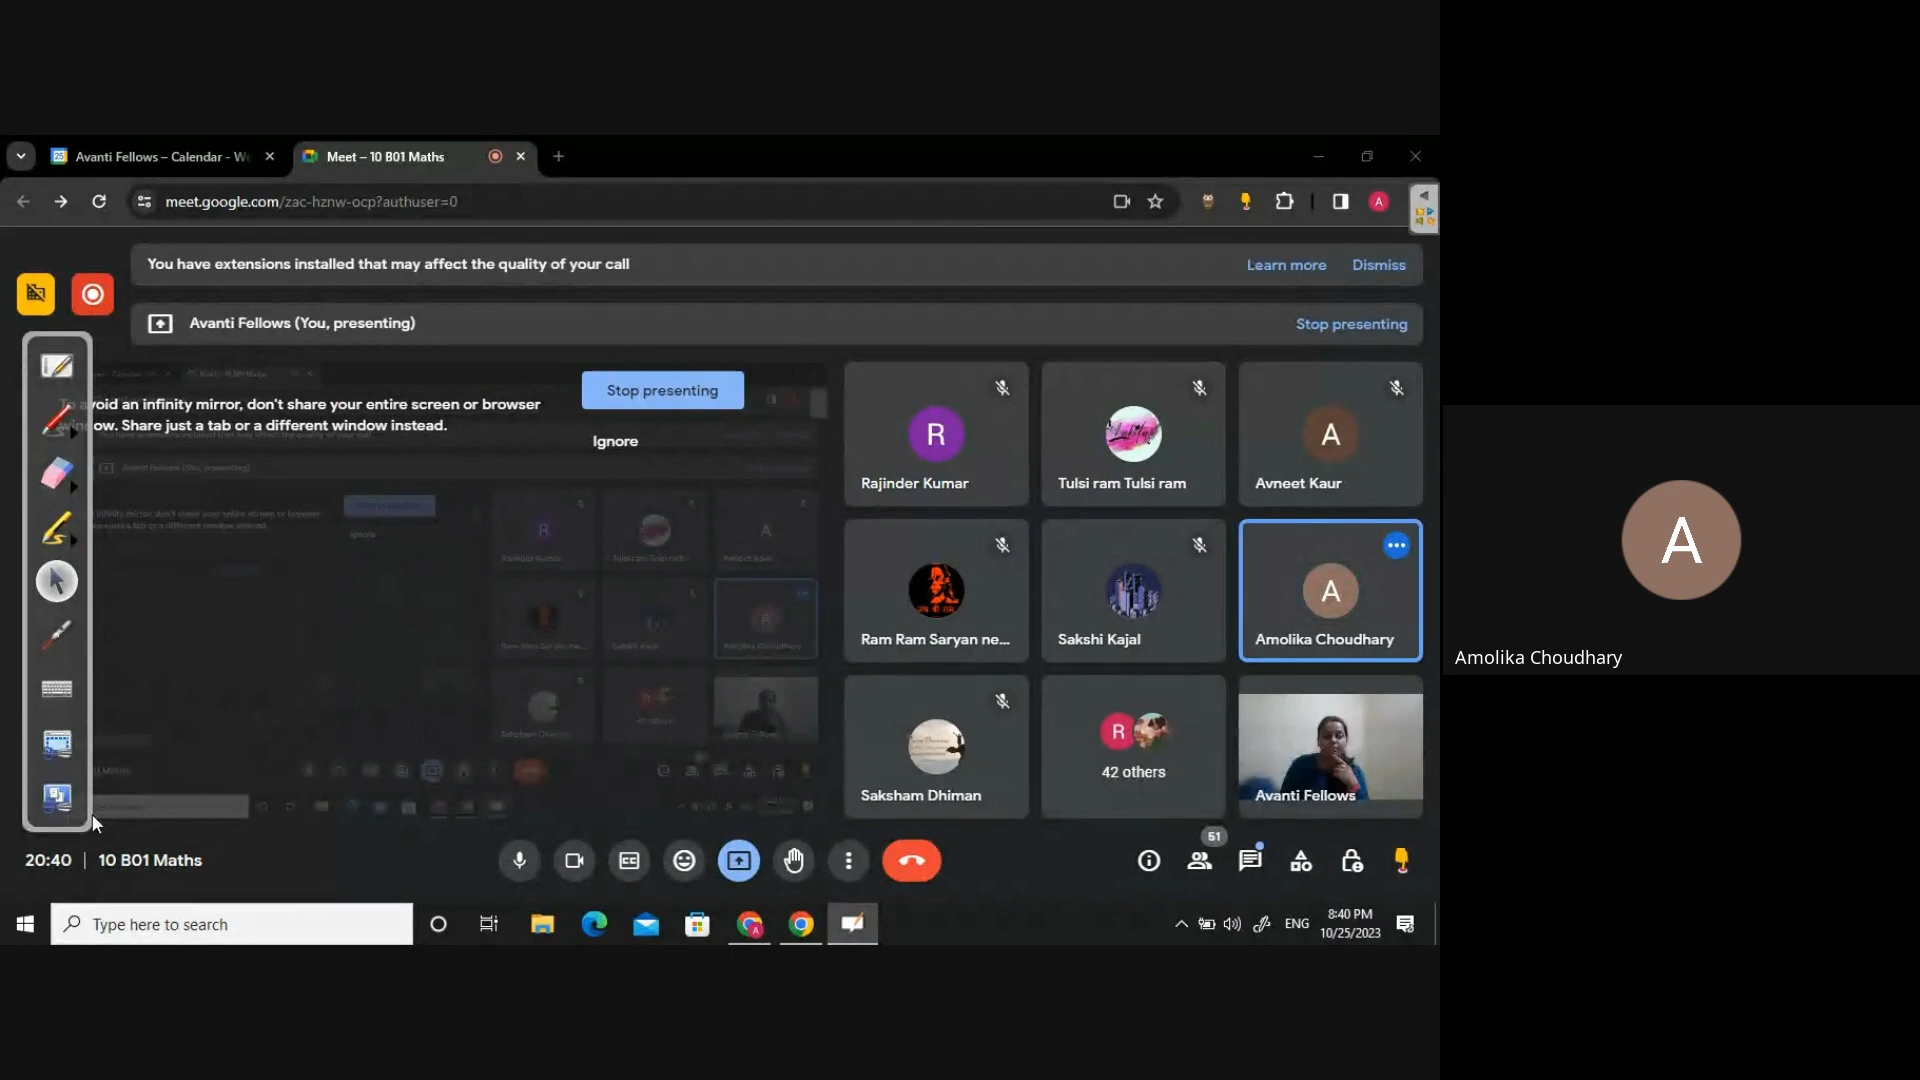 Avanti Fellows – Calendar - W
Meet – 10 B01 Maths
meet.google.com/zac-hznw-ocp?authuser=0
A
You have extensions installed that may affect the quality of your call
Learn more
Dismiss
Avanti Fellows (You, presenting)
Stop presenting
void an infinity mirror, don't share your entire screen or browser
ow. Share just a tab or a different window instead.
Stop presenting
Ignore
R
Rajinder Kumar
Tulsi ram Tulsi ram
A
Avneet Kaur
Ram Ram Saryan ne...
Sakshi Kajal
A
Amolika Choudhary
Saksham Dhiman
R
42 others
Avanti Fellows
A
Amolika Choudhary
20:40 | 10 B01 Maths
51
Type here to search
ENG
8:40 PM
10/25/2023